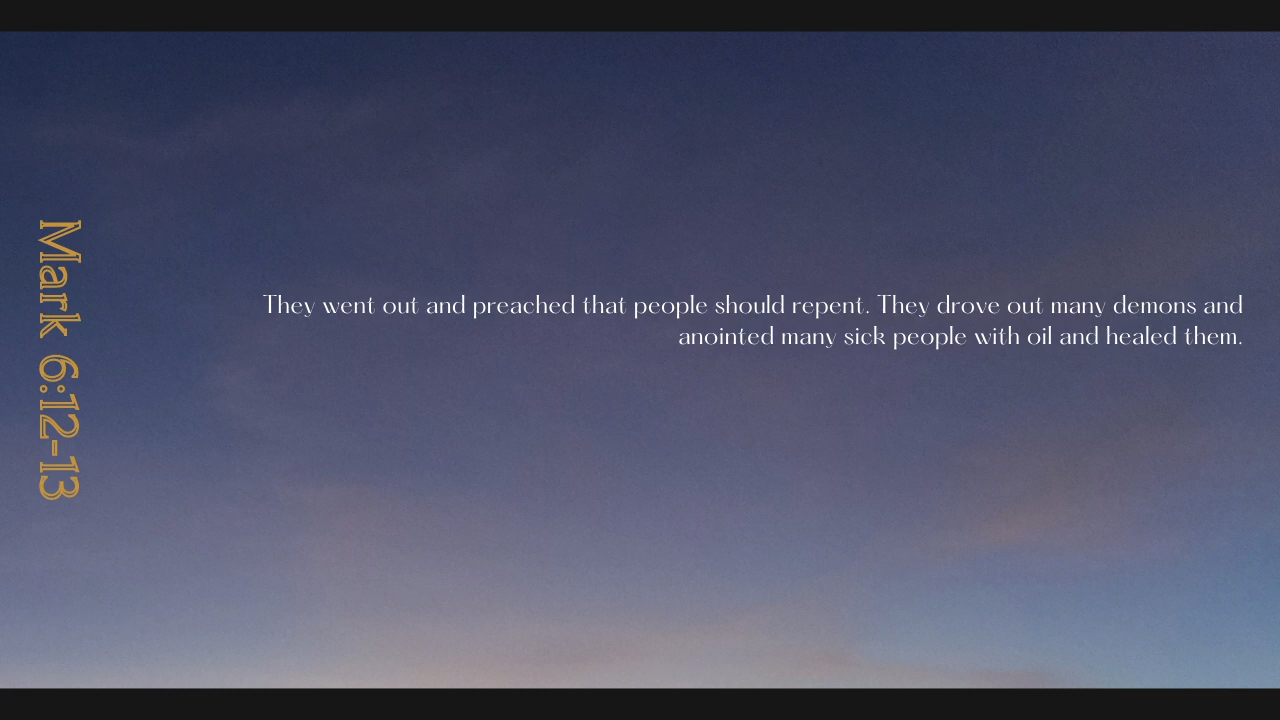 Mark 6:12-13
They went out and preached that people should repent. They drove out many demons and
anointed many sick people with oil and healed them.